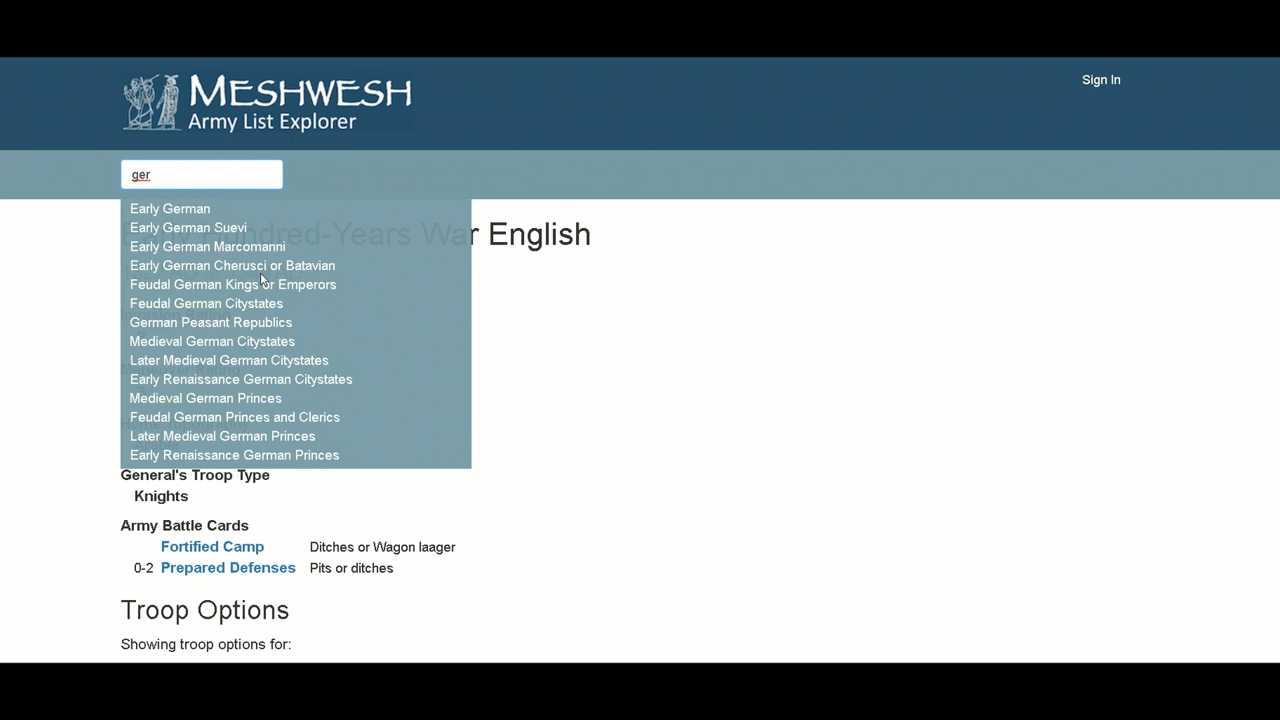 MESHWESH
Army List Explorer
Sign In
ger
Early Hundred-Years War English
Early German
Early German Suevi
Early German Marcomanni
Early German Cherusci or Batavian
Feudal German Kings or Emperors
Feudal German Citystates
German Peasant Republics
Medieval German Citystates
Later Medieval German Citystates
Early Renaissance German Citystates
Medieval German Princes
Feudal German Princes and Clerics
Later Medieval German Princes
Early Renaissance German Princes
General's Troop Type
Knights
Army Battle Cards
Fortified Camp Ditches or Wagon laager
0-2 Prepared Defenses Pits or ditches
Troop Options
Showing troop options for: